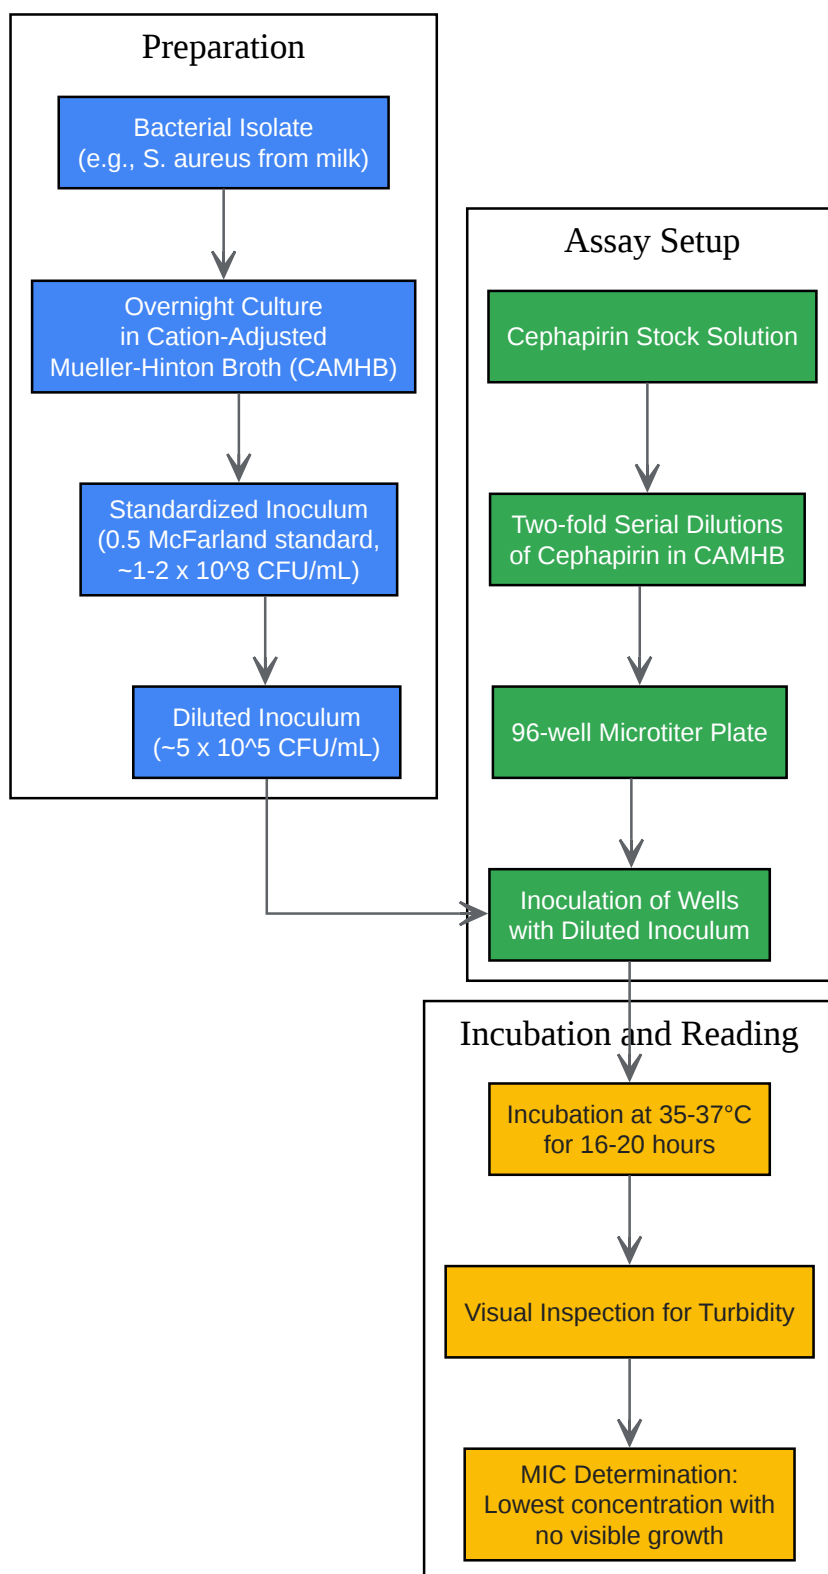 Preparation
Bacterial Isolate
(e.g., S. aureus from milk)
Overnight Culture
in Cation-Adjusted
Mueller-Hinton Broth (CAMHB)
Standardized Inoculum
(0.5 McFarland standard,
~1-2 x 10^8 CFU/mL)
Diluted Inoculum
(~5 x 10^5 CFU/mL)
Assay Setup
Cephapirin Stock Solution
Two-fold Serial Dilutions
of Cephapirin in CAMHB
96-well Microtiter Plate
Inoculation of Wells
with Diluted Inoculum
Incubation and Reading
Incubation at 35-37°C
for 16-20 hours
Visual Inspection for Turbidity
MIC Determination:
Lowest concentration with
no visible growth